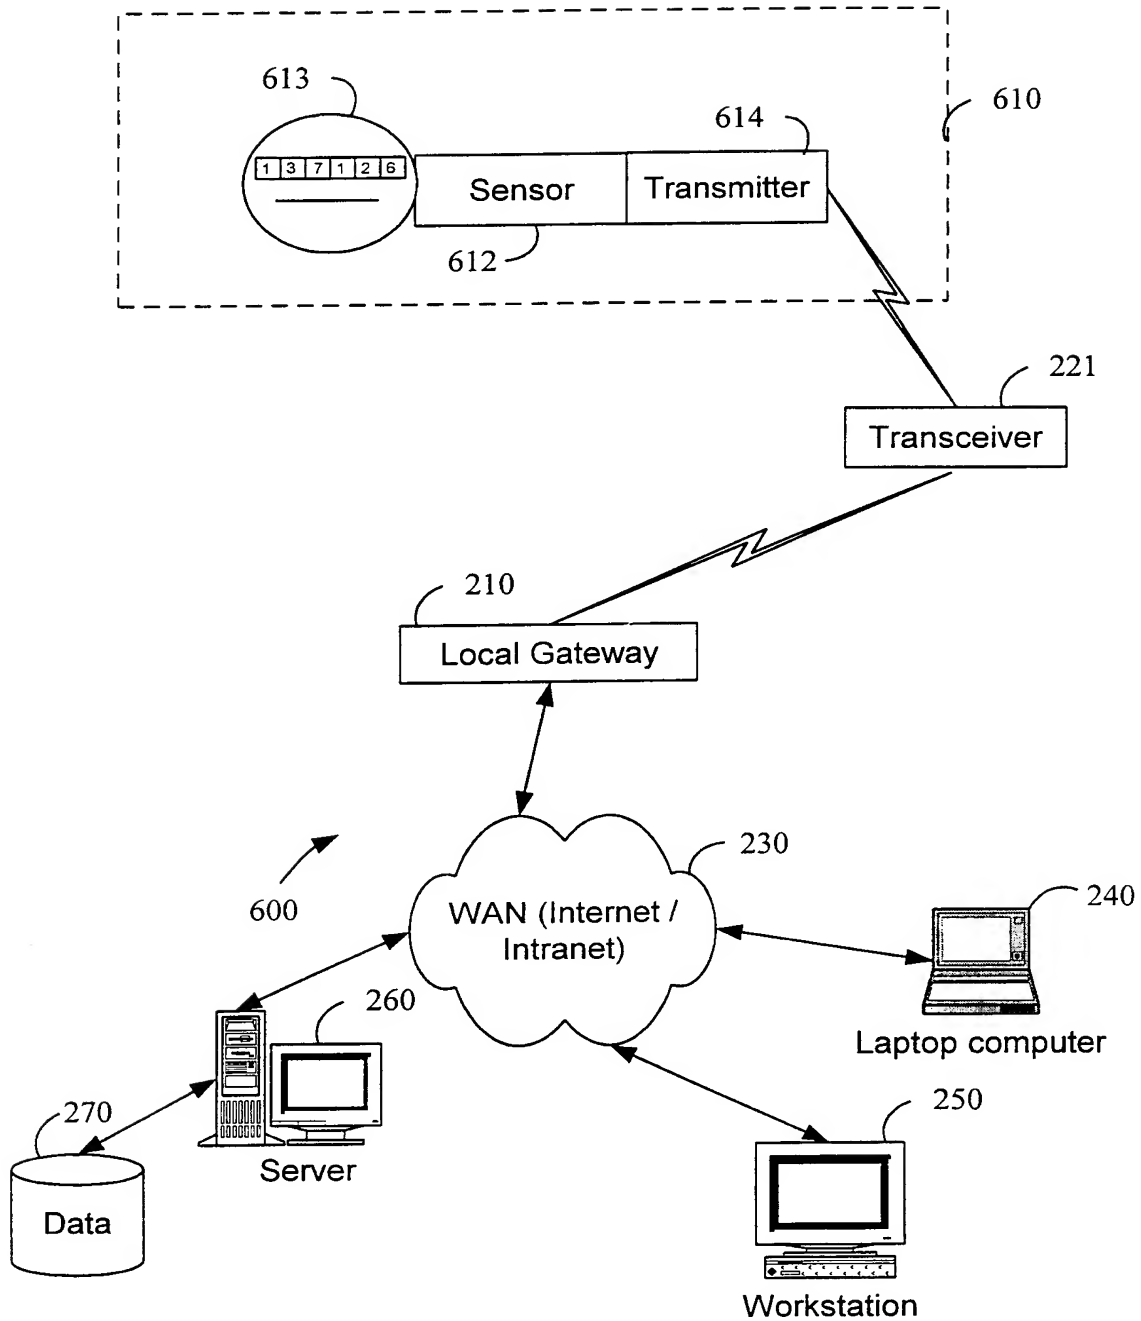 613
614
610
1 3 7 1 2 6
Sensor
Transmitter
612
221
Transceiver
210
Local Gateway
230
600
WAN (Internet /
Intranet)
240
260
Laptop computer
250
270
Server
Data
Workstation